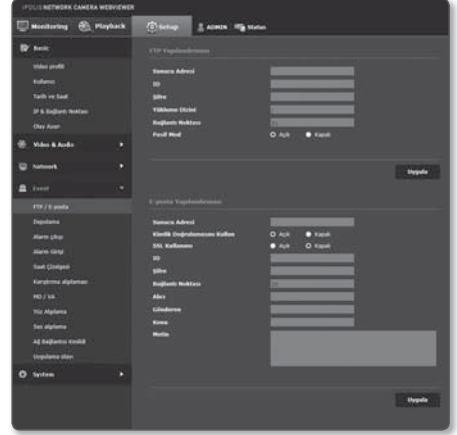 iPOLiS NETWORK CAMERA WEBVIEWER
Monitoring Playback Setup ADMIN Status
Basic
Video profili
Kullanıcı
Tarih ve Saat
IP & Bağlantı Noktası
Olay Ayarı
Video & Audio
Network
Event
FTP / E-posta
Depolama
Alarm çıkışı
Alarm Girişi
Saat Çizelgesi
Karıştırma algılaması
MD / VA
Yüz Algılama
Ses algılama
Ağ Bağlantısı Kesildi
Uygulama olayı
System
FTP Yapılandırması
Sunucu Adresi
ID
Şifre
Yükleme Dizini
Bağlantı Noktası
Pasif Mod Açık Kapalı
Uygula
E-posta Yapılandırması
Sunucu Adresi
Kimlik Doğrulamasını Kullan Açık Kapalı
SSL Kullanımı Açık Kapalı
ID
Şifre
Bağlantı Noktası
Alıcı
Gönderen
Konu
Metin
Uygula